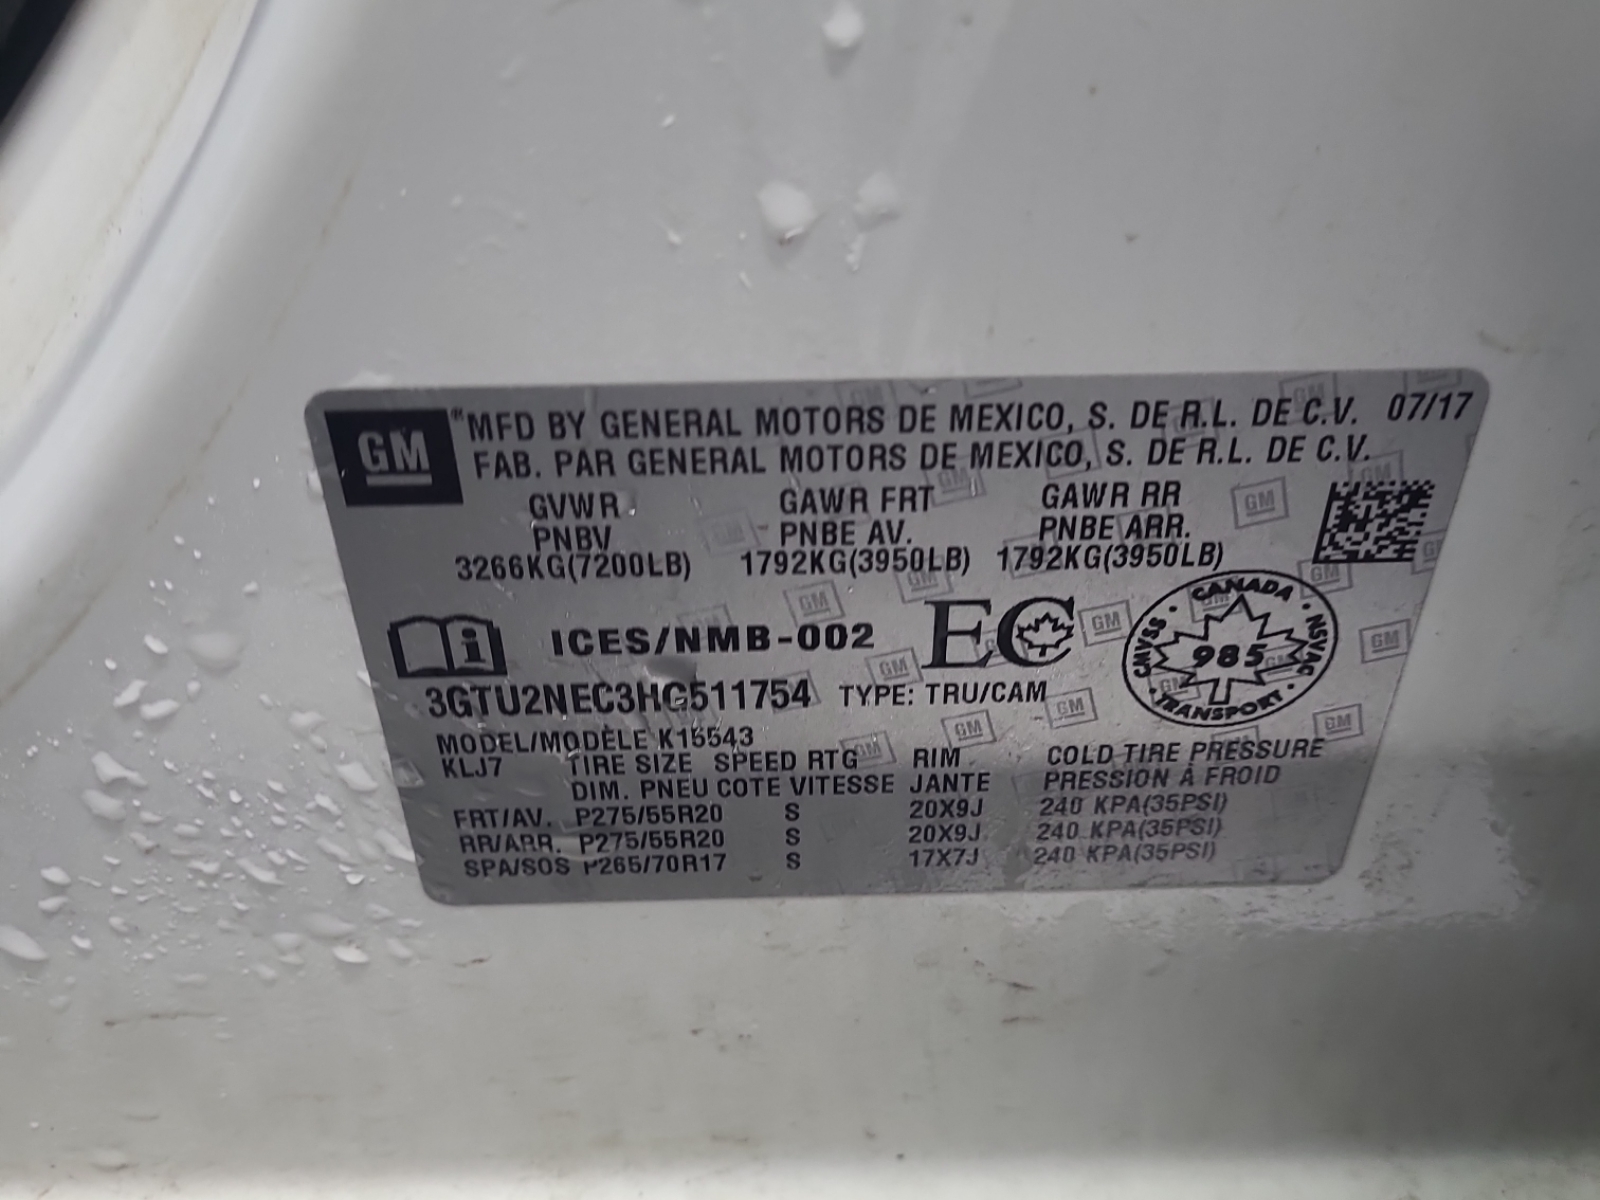 GM
MFD BY GENERAL MOTORS DE MEXICO, S. DE R.L. DE C.V. 07/17
FAB. PAR GENERAL MOTORS DE MEXICO, S. DE R.L. DE C.V.
GVWR GAWR FRT GAWR RR
PNBV PNBE AV. PNBE ARR.
3266KG(7200LB) 1792KG(3950LB) 1792KG(3950LB)
i ICES/NMB-002 EC
CANADA CMVSS NSVAC 985 TRANSPORT
3GTU2NEC3HG511754 TYPE: TRU/CAM
MODEL/MODÈLE K15543
KLJ7 TIRE SIZE SPEED RTG RIM COLD TIRE PRESSURE
DIM. PNEU COTE VITESSE JANTE PRESSION À FROID
FRT/AV. P275/55R20 S 20X9J 240 KPA(35PSI)
RR/ARR. P275/55R20 S 20X9J 240 KPA(35PSI)
SPA/SOS P265/70R17 S 17X7J 240 KPA(35PSI)